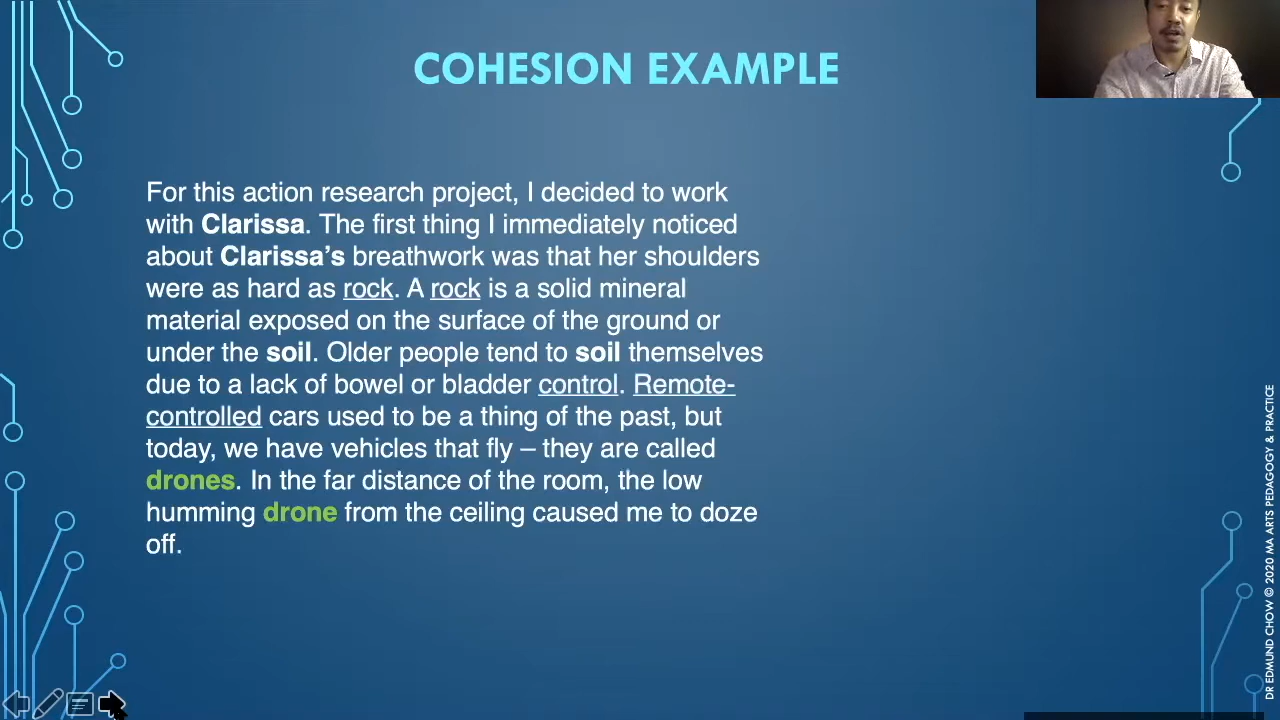 COHESION EXAMPLE
For this action research project, I decided to work
with Clarissa. The first thing I immediately noticed
about Clarissa’s breathwork was that her shoulders
were as hard as rock. A rock is a solid mineral
material exposed on the surface of the ground or
under the soil. Older people tend to soil themselves
due to a lack of bowel or bladder control. Remote-
controlled cars used to be a thing of the past, but
today, we have vehicles that fly – they are called
drones. In the far distance of the room, the low
humming drone from the ceiling caused me to doze
off.
DR EDMUND CHOW © 2020 MA ARTS PEDAGOGY & PRACTICE